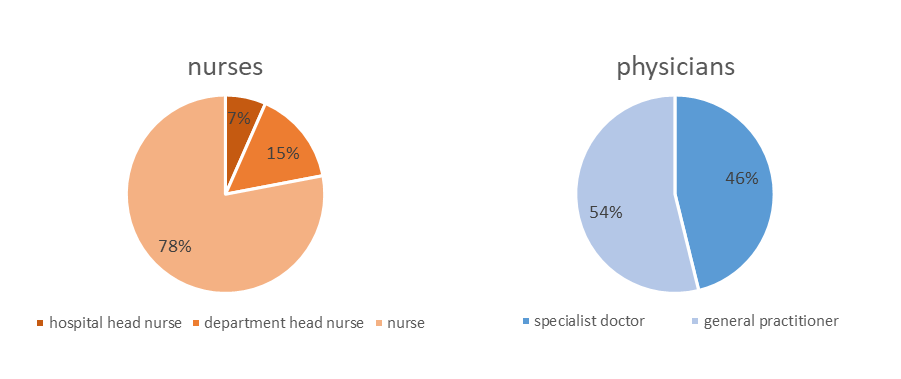 nurses
7%
15%
78%
hospital head nurse department head nurse nurse
physicians
46%
54%
specialist doctor general practitioner